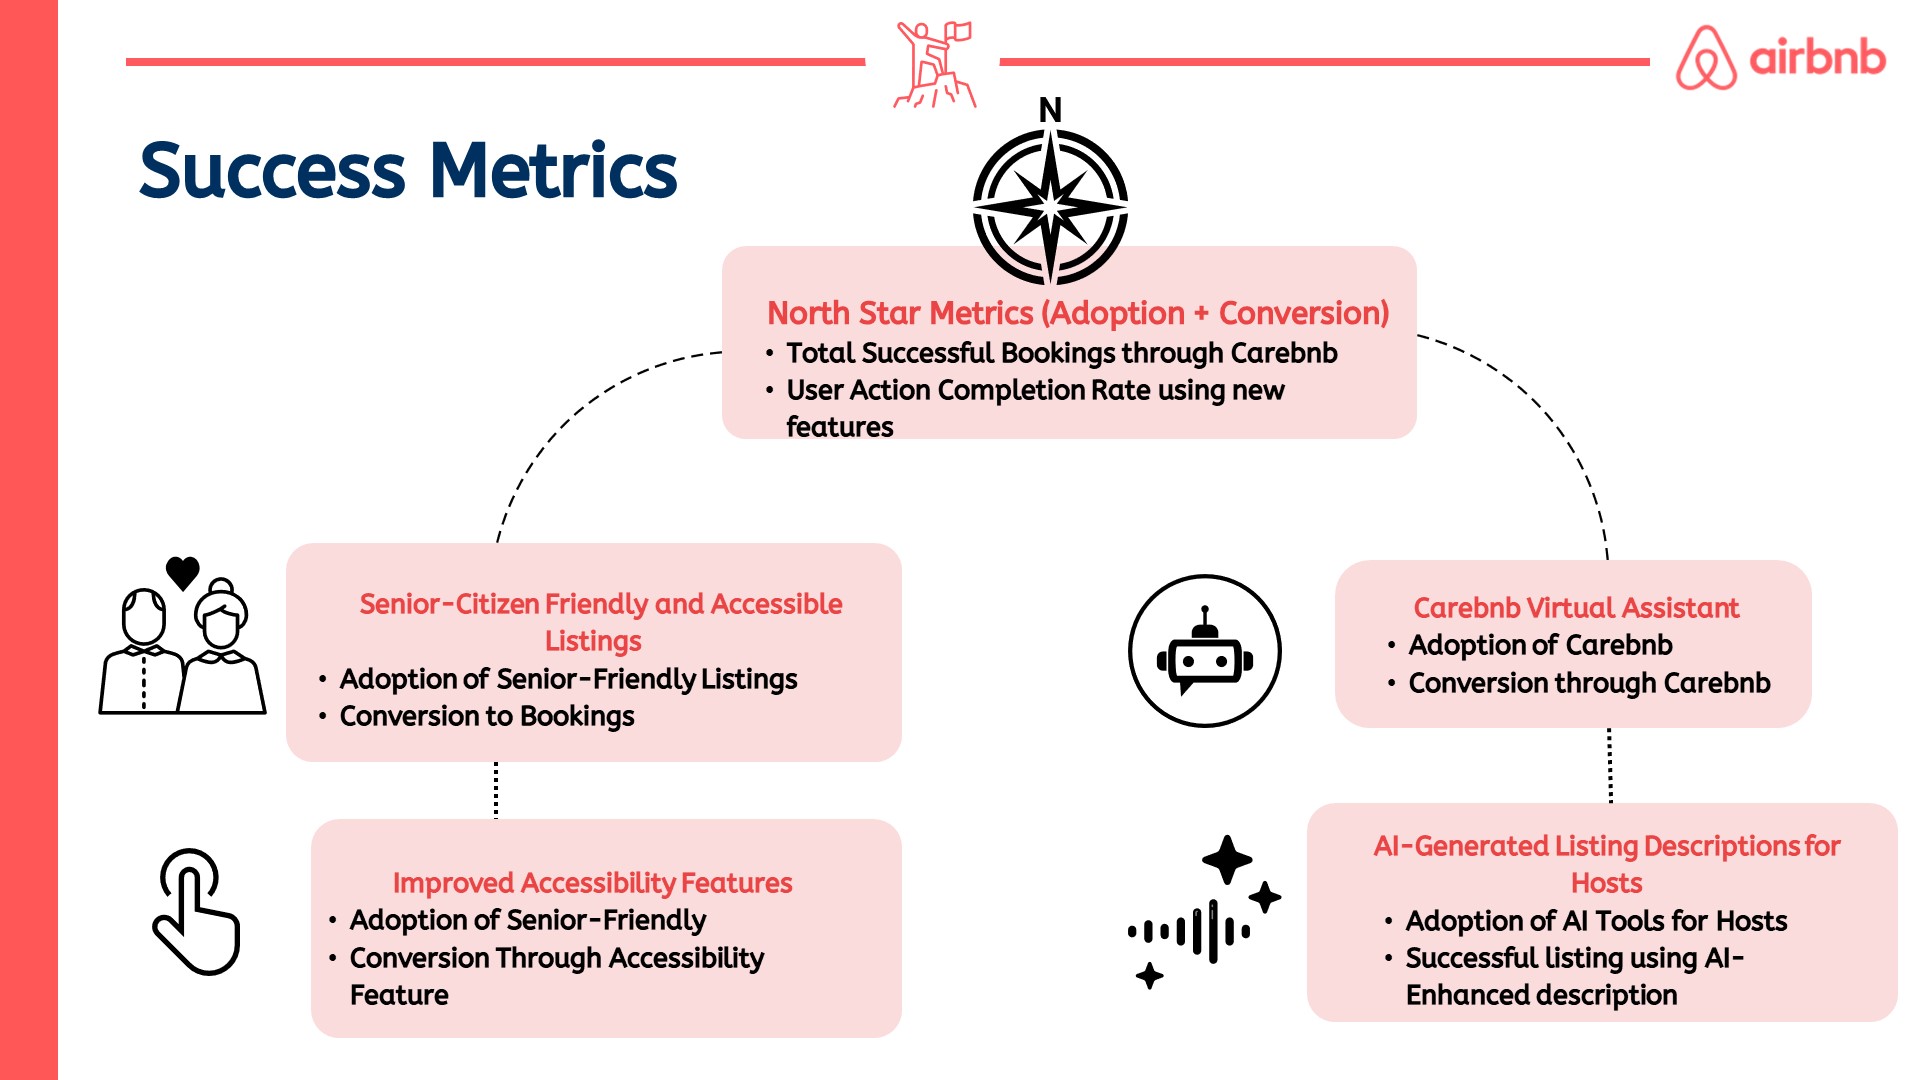 airbnb
N
Success Metrics
North Star Metrics (Adoption + Conversion)
• Total Successful Bookings through Carebnb
• User Action Completion Rate using new
features
Senior-Citizen Friendly and Accessible
Listings
• Adoption of Senior-Friendly Listings
• Conversion to Bookings
Carebnb Virtual Assistant
• Adoption of Carebnb
• Conversion through Carebnb
Improved Accessibility Features
• Adoption of Senior-Friendly
• Conversion Through Accessibility
Feature
AI-Generated Listing Descriptions for
Hosts
• Adoption of AI Tools for Hosts
• Successful listing using AI-
Enhanced description